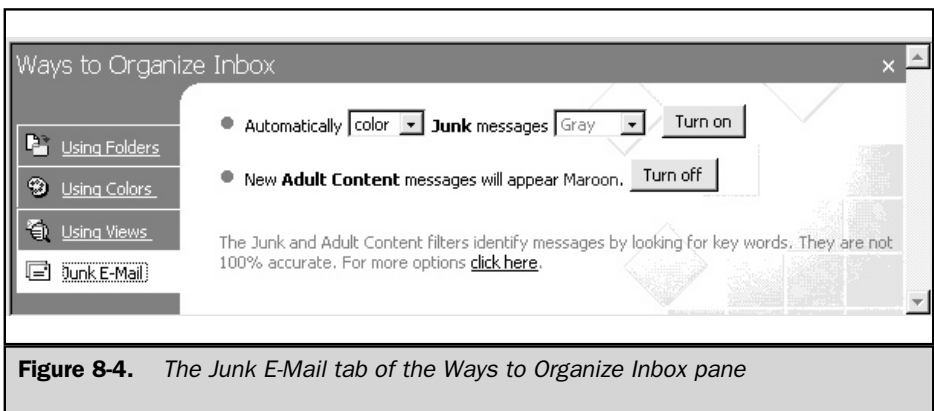 Ways to Organize Inbox
Using Folders
Using Colors
Using Views
Junk E-Mail
Automatically color Junk messages Gray Turn on
New Adult Content messages will appear Maroon. Turn off
The Junk and Adult Content filters identify messages by looking for key words. They are not
100% accurate. For more options click here.
Figure 8-4. The Junk E-Mail tab of the Ways to Organize Inbox pane